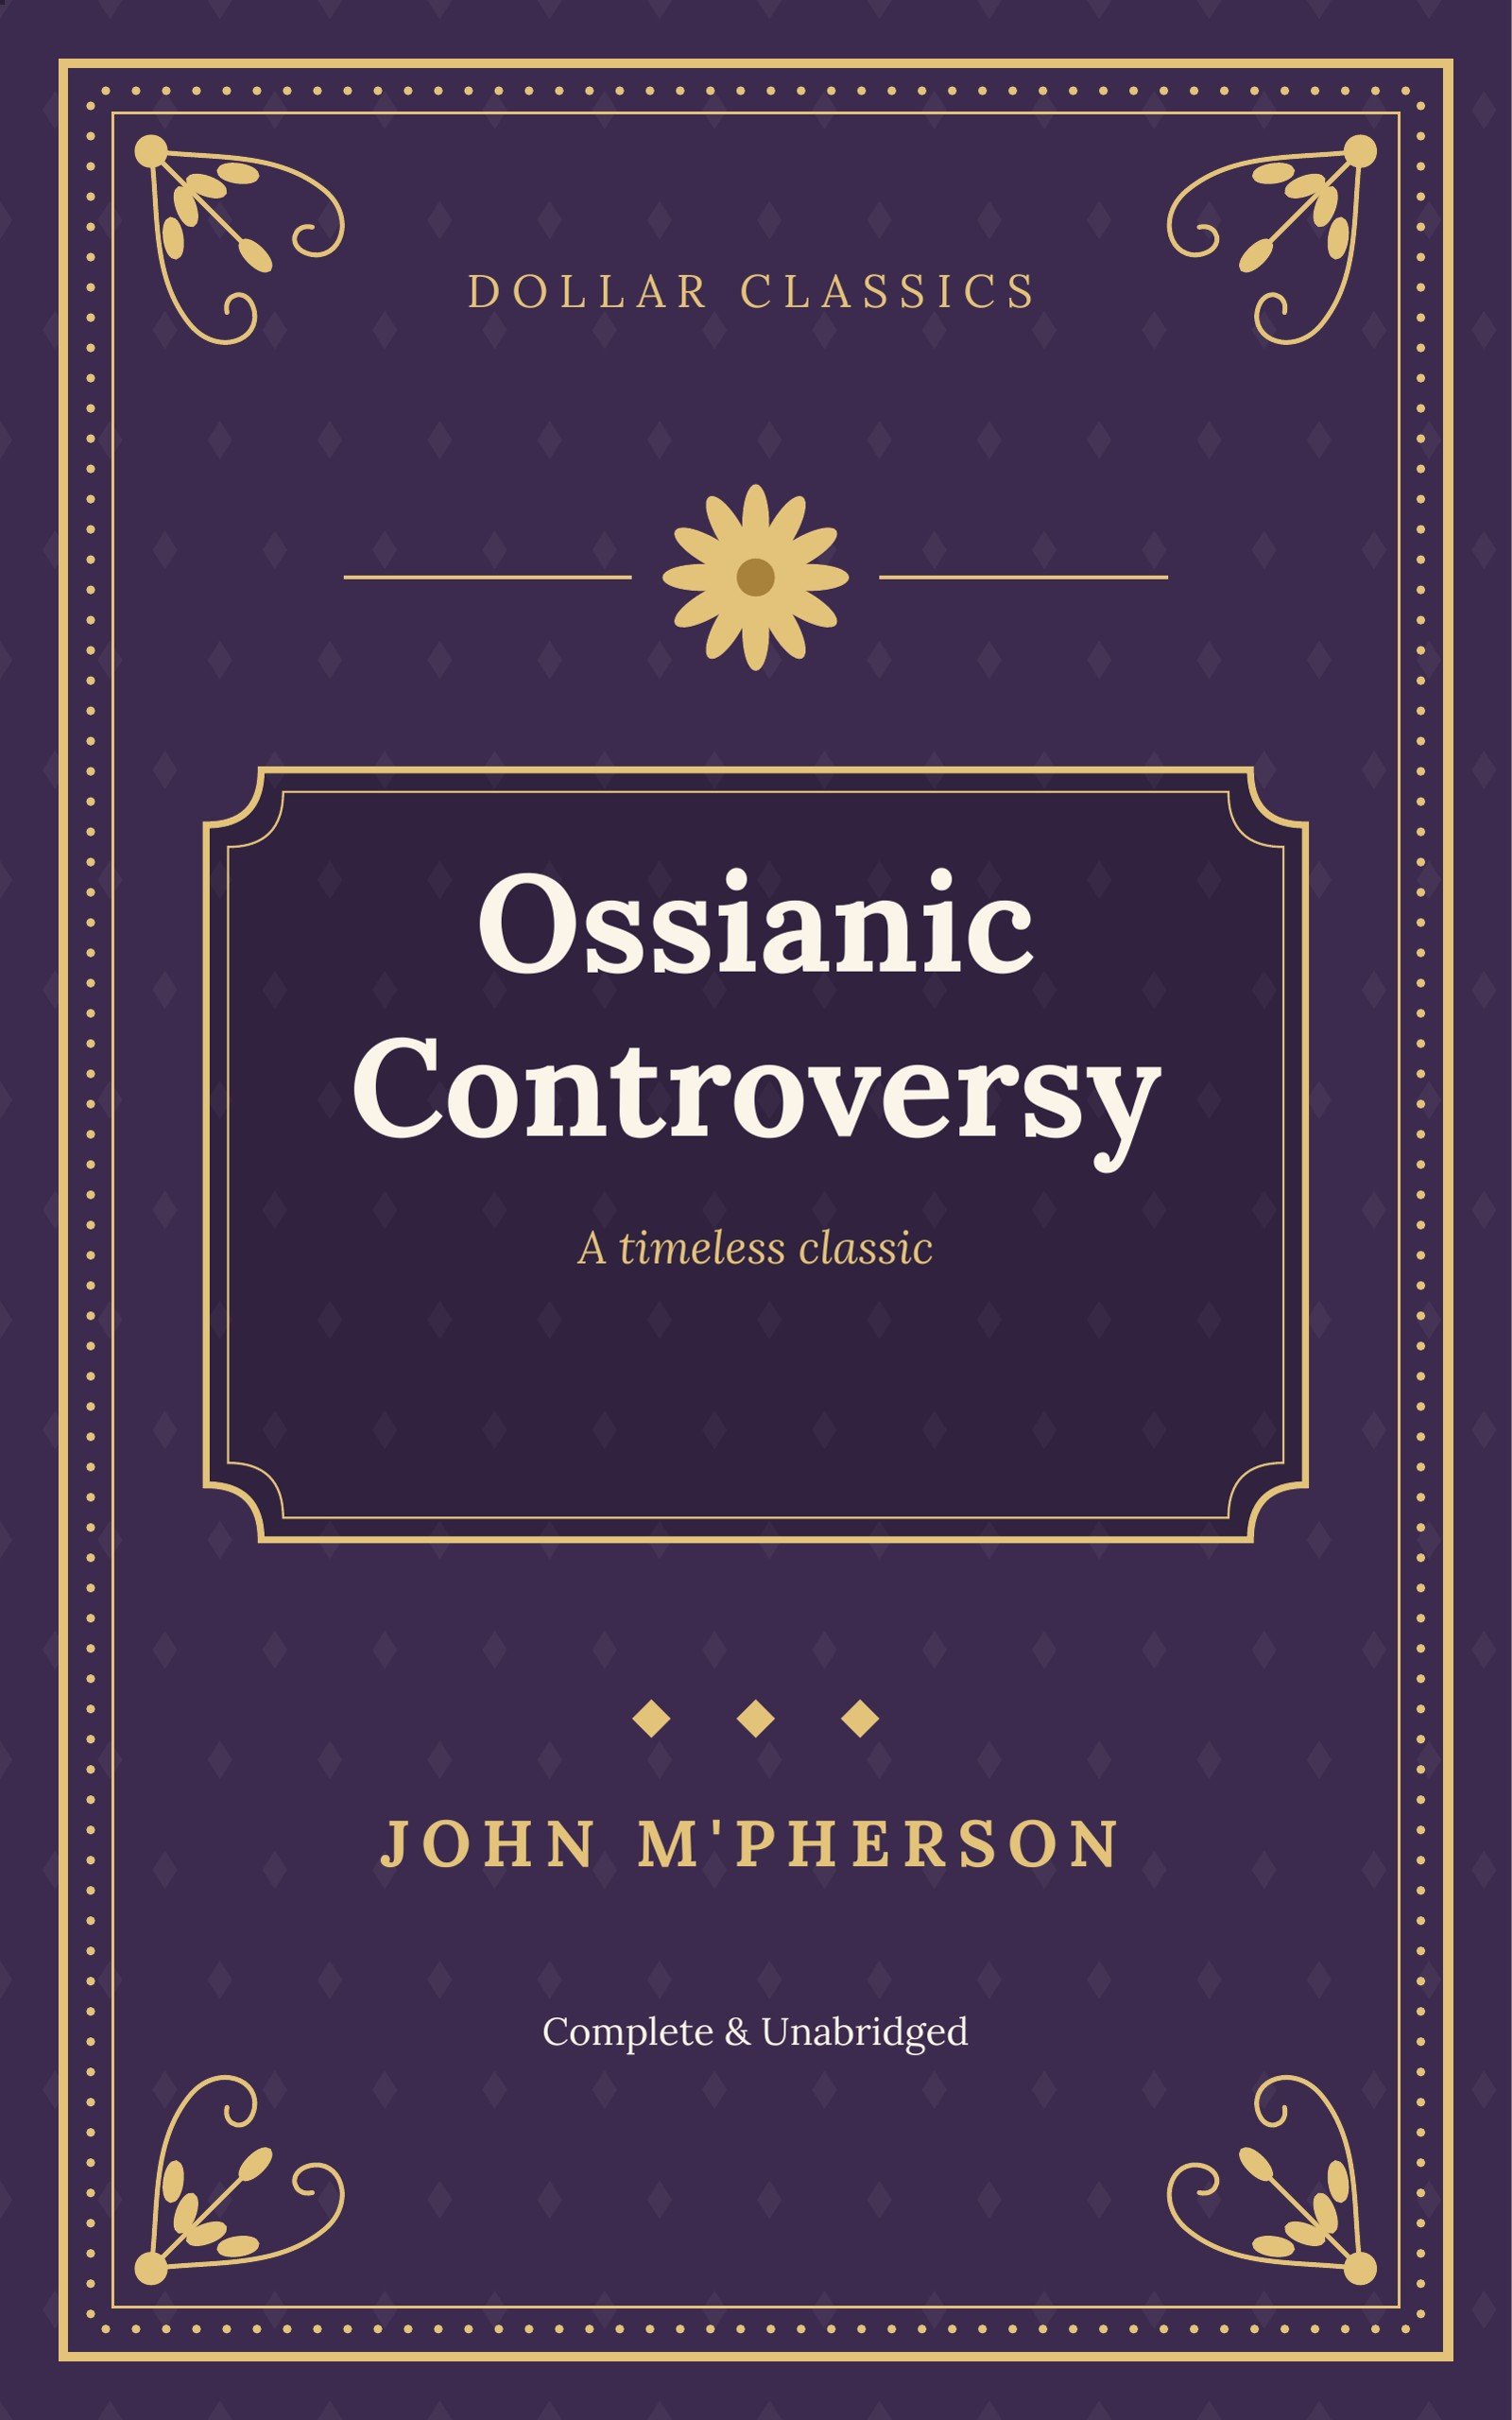 DOLLAR CLASSICS
Ossianic
Controversy
A timeless classic
JOHN M'PHERSON
Complete & Unabridged